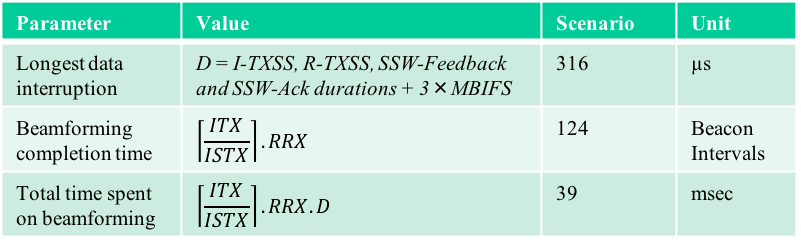 Parameter Value Scenario Unit
Longest data interruption D = I-TXSS, R-TXSS, SSW-Feedback and SSW-Ack durations + 3 × MBIFS 316 µs
Beamforming completion time ⌈ITX/ISTX⌉.RRX 124 Beacon Intervals
Total time spent on beamforming ⌈ITX/ISTX⌉.RRX.D 39 msec